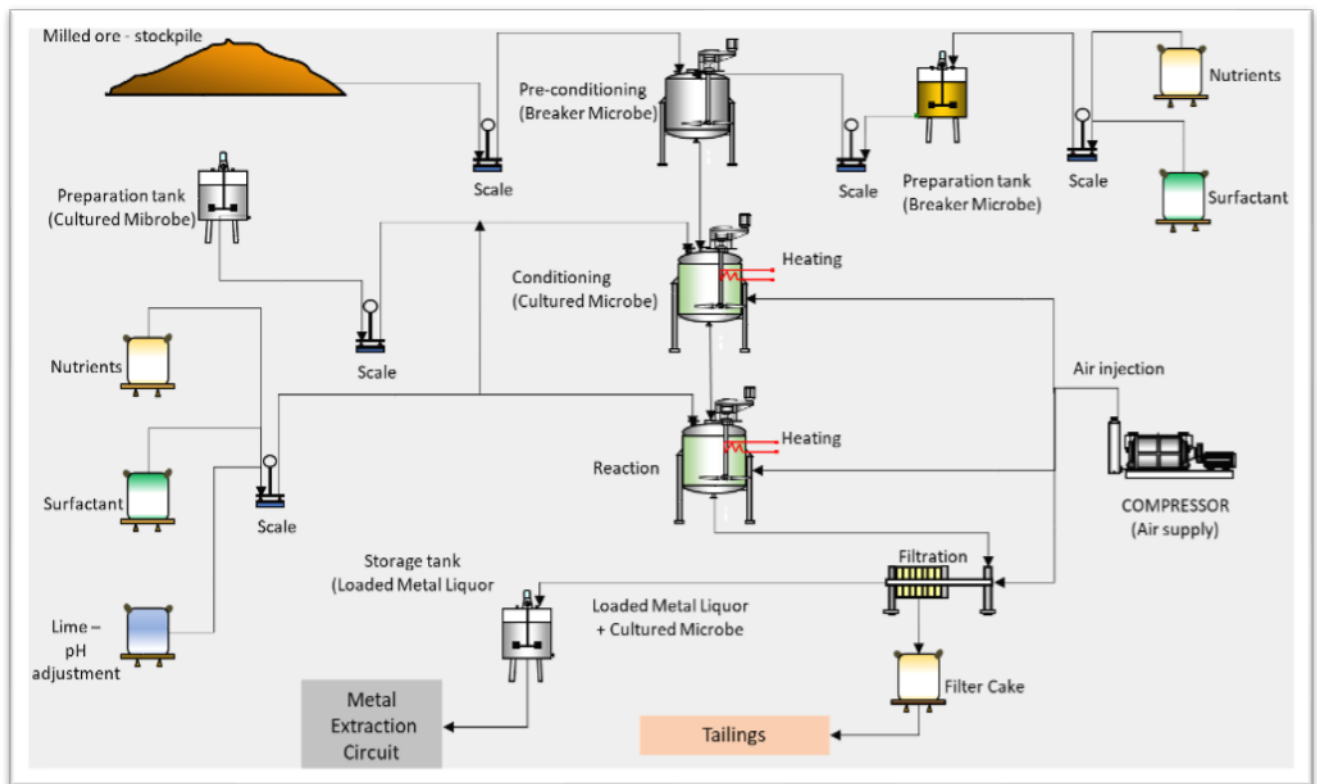 Milled ore - stockpile
Pre-conditioning
(Breaker Microbe)
Nutrients
Scale
Scale
Scale
Preparation tank
(Breaker Microbe)
Surfactant
Preparation tank
(Cultured Mibrobe)
Conditioning
(Cultured Microbe)
Heating
Nutrients
Scale
Air injection
Heating
Reaction
Surfactant
Scale
COMPRESSOR
(Air supply)
Storage tank
(Loaded Metal Liquor
Filtration
Loaded Metal Liquor
+ Cultured Microbe
Lime –
pH
adjustment
Filter Cake
Metal
Extraction
Circuit
Tailings